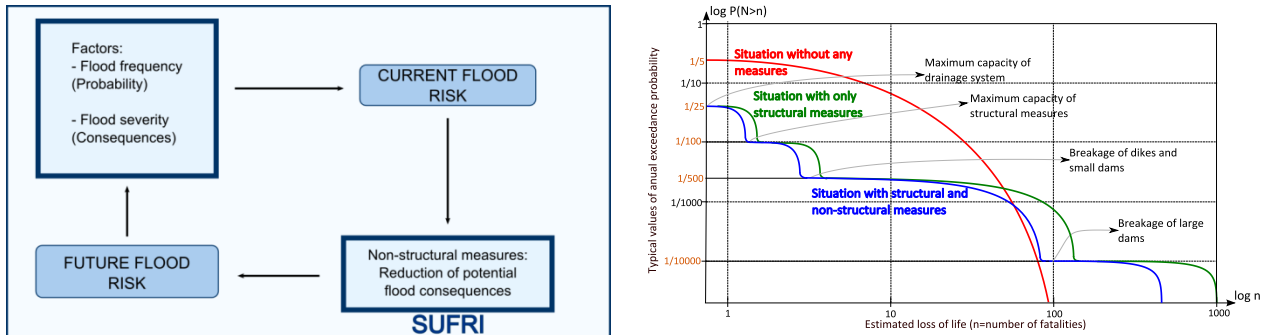 Factors:
- Flood frequency
(Probability)
- Flood severity
(Consequences)
CURRENT FLOOD
RISK
Non-structural measures:
Reduction of potential
flood consequences
SUFRI
FUTURE FLOOD
RISK
log P(N>n)
Typical values of anual exceedance probability
1
1/5
1/10
1/25
1/100
1/500
1/1000
1/10000
Situation without any
measures
Situation with only
structural measures
Situation with structural and
non-structural measures
Maximum capacity of
drainage system
Maximum capacity of
structural measures
Breakage of dikes and
small dams
Breakage of large
dams
log n
1
10
100
1000
Estimated loss of life (n=number of fatalities)